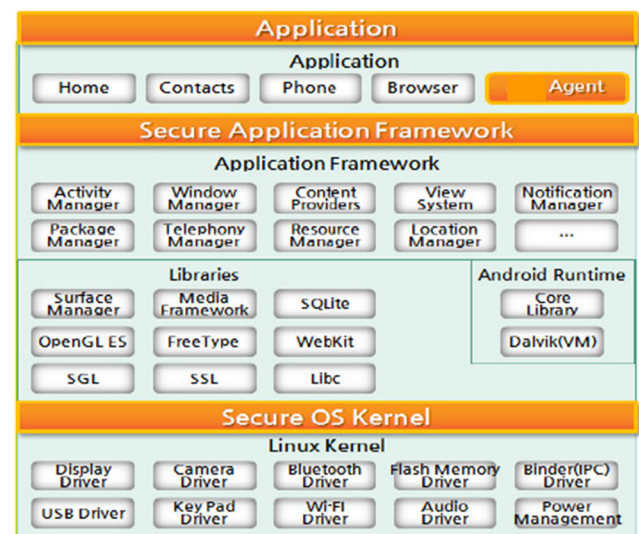 Application
Application
Home Contacts Phone Browser Agent
Secure Application Framework
Application Framework
Activity Window Content View Notification
Manager Manager Providers System Manager
Package Telephony Resource Location ...
Manager Manager Manager Manager
Libraries Android Runtime
Surface Media SQLite Core
Manager Framework Library
OpenGL ES FreeType WebKit Dalvik(VM)
SGL SSL Libc
Secure OS Kernel
Linux Kernel
Display Camera Bluetooth Flash Memory Binder(IPC)
Driver Driver Driver Driver Driver
USB Driver Key Pad Wi-FI Audio Power
Driver Driver Driver Management